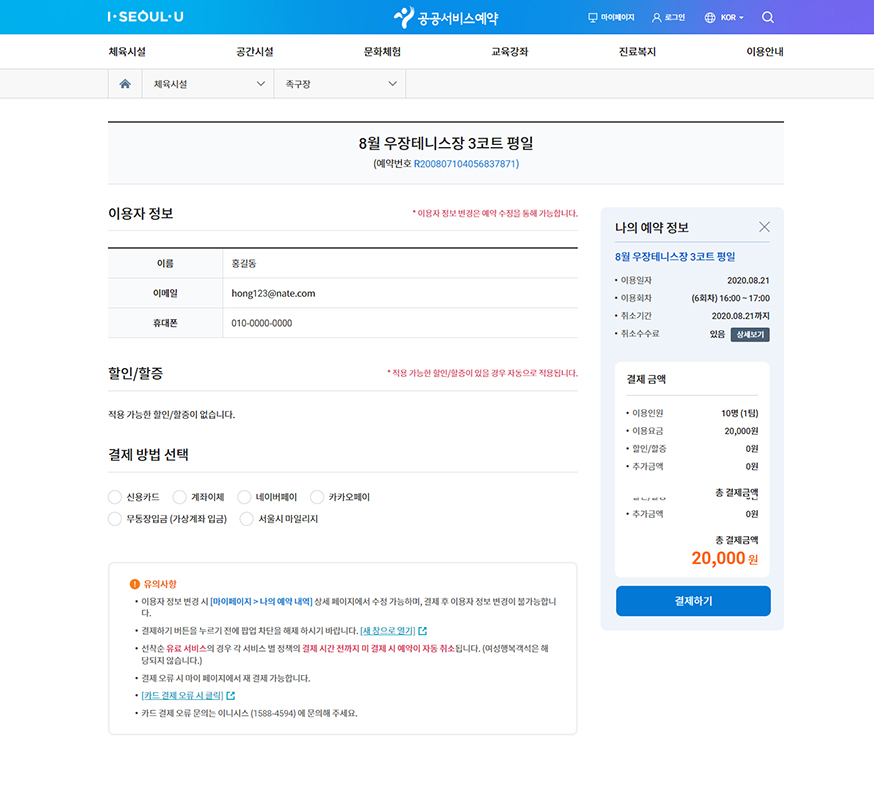 I·SEOUL·U
공공서비스예약
마이페이지 로그인 KOR
체육시설 공간시설 문화체험 교육강좌 진료복지 이용안내
체육시설 족구장
8월 우장테니스장 3코트 평일
(예약번호 R200807104056837871)
이용자 정보
* 이용자 정보 변경은 예약 수정을 통해 가능합니다.
이름 홍길동
이메일 hong123@nate.com
휴대폰 010-0000-0000
할인/할증
* 적용 가능한 할인/할증이 있을 경우 자동으로 적용됩니다.
적용 가능한 할인/할증이 없습니다.
결제 방법 선택
신용카드 계좌이체 네이버페이 카카오페이
무통장입금 (가상계좌 입금) 서울시 마일리지
유의사항
• 이용자 정보 변경 시 [마이페이지 > 나의 예약 내역] 상세 페이지에서 수정 가능하며, 결제 후 이용자 정보 변경이 불가능합니
다.
• 결제하기 버튼을 누르기 전에 팝업 차단을 해제 하시기 바랍니다. [새 창으로 열기]
• 선착순 유료 서비스의 경우 각 서비스 별 정책의 결제 시간 전까지 미 결제 시 예약이 자동 취소됩니다. (여성행복객석은 해
당되지 않습니다.)
• 결제 오류 시 마이 페이지에서 재 결제 가능합니다.
• [카드 결제 오류 시 클릭]
• 카드 결제 오류 문의는 이니시스 (1588-4594) 에 문의해 주세요.
나의 예약 정보
8월 우장테니스장 3코트 평일
• 이용일자 2020.08.21
• 이용회차 (6회차) 16:00 ~ 17:00
• 취소기간 2020.08.21까지
• 취소수수료 있음 상세보기
결제 금액
• 이용인원 10명 (1팀)
• 이용요금 20,000원
• 할인/할증 0원
• 추가금액 0원
총 결제금액
• 추가금액 0원
총 결제금액
20,000 원
결제하기